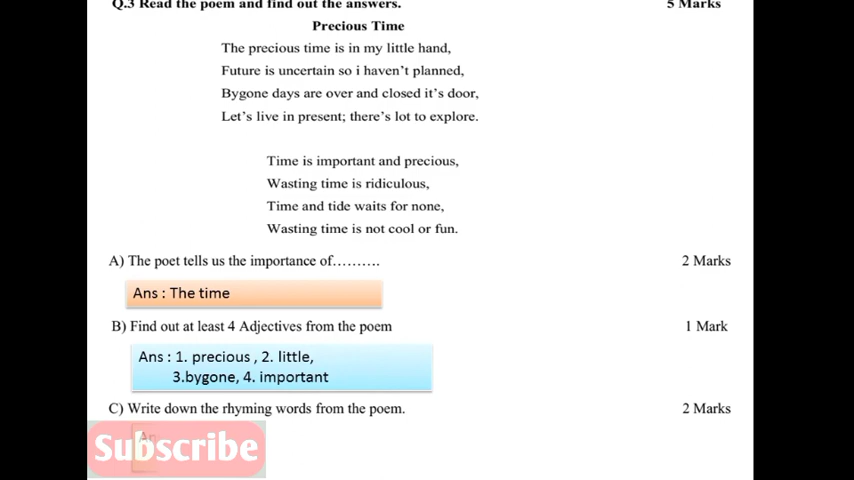 Q.3 Read the poem and find out the answers. 5 Marks
Precious Time
The precious time is in my little hand,
Future is uncertain so i haven't planned,
Bygone days are over and closed it's door,
Let's live in present; there's lot to explore.
Time is important and precious,
Wasting time is ridiculous,
Time and tide waits for none,
Wasting time is not cool or fun.
A) The poet tells us the importance of………. 2 Marks
Ans : The time
B) Find out at least 4 Adjectives from the poem 1 Mark
Ans : 1. precious , 2. little,
3.bygone, 4. important
C) Write down the rhyming words from the poem. 2 Marks
Subscribe